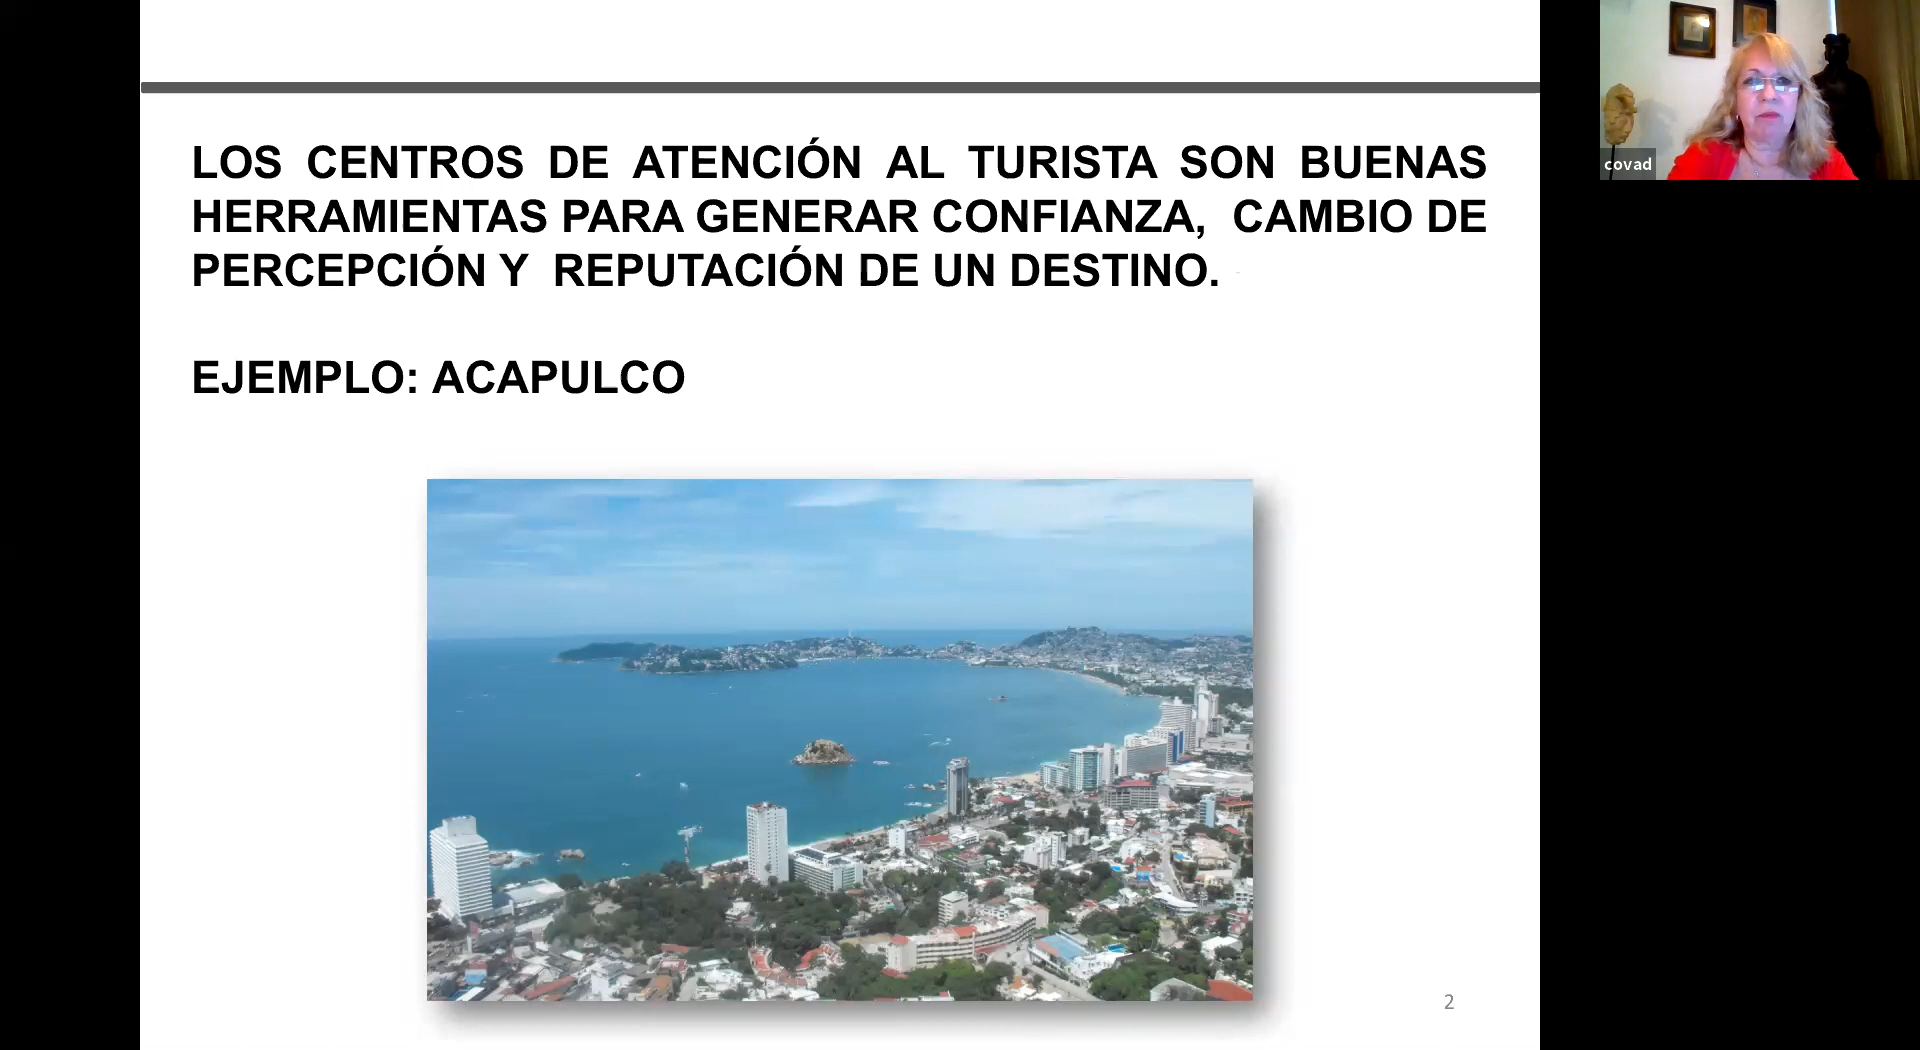 LOS CENTROS DE ATENCIÓN AL TURISTA SON BUENAS
HERRAMIENTAS PARA GENERAR CONFIANZA, CAMBIO DE
PERCEPCIÓN Y REPUTACIÓN DE UN DESTINO.
EJEMPLO: ACAPULCO
2
covad